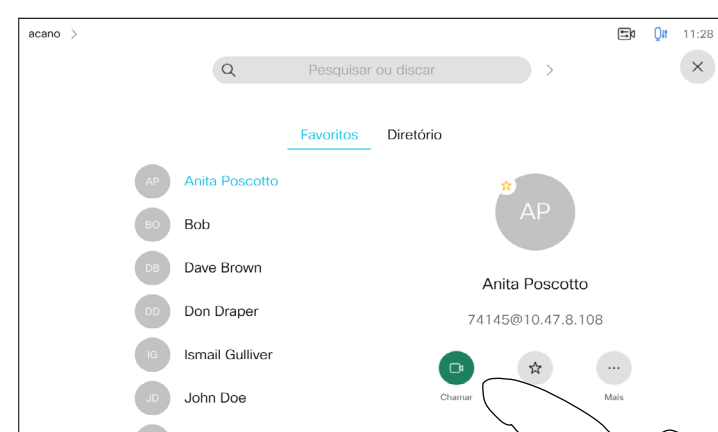 acano
11:28
Pesquisar ou discar
Favoritos Diretório
AP Anita Poscotto
BO Bob
DB Dave Brown
DD Don Draper
IG Ismail Gulliver
JD John Doe
AP
Anita Poscotto
74145@10.47.8.108
Chamar
Mais